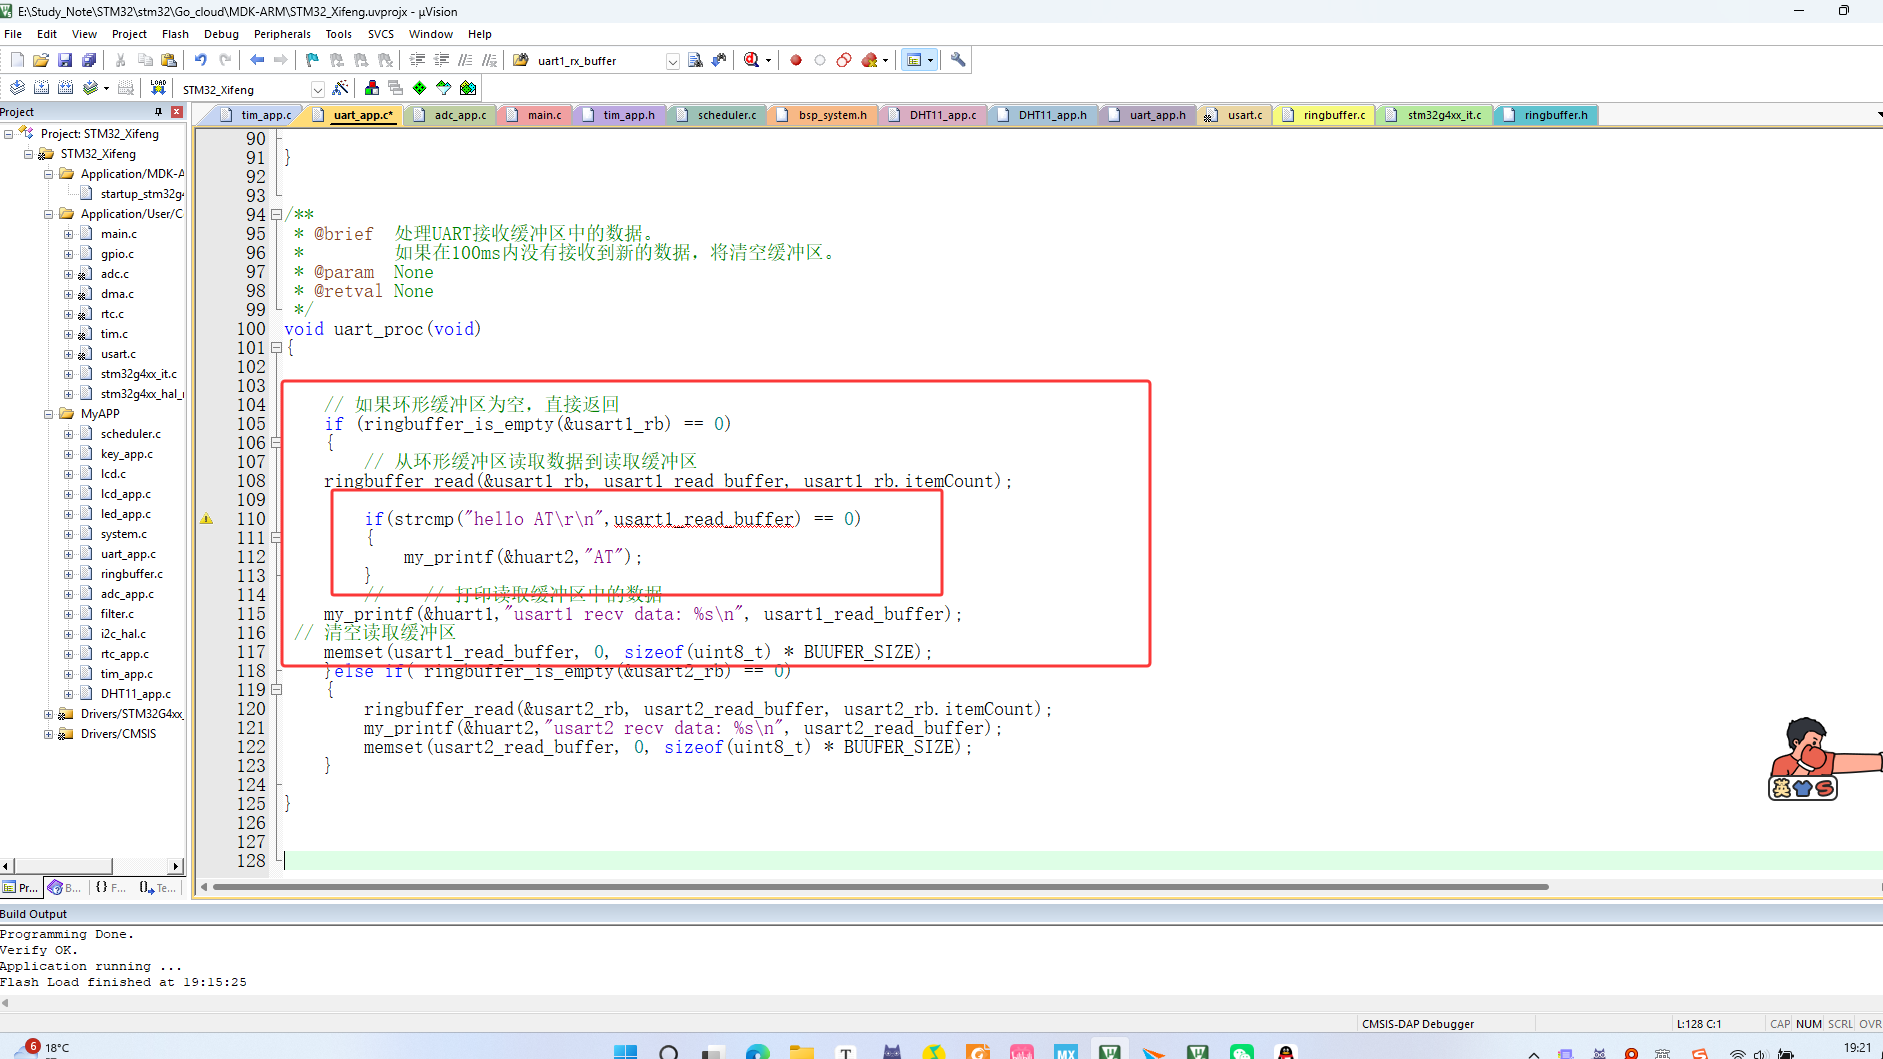 E:\Study_Note\STM32\stm32\Go_cloud\MDK-ARM\STM32_Xifeng.uvprojx - µVision
File Edit View Project Flash Debug Peripherals Tools SVCS Window Help
uart1_rx_buffer
LOAD STM32_Xifeng
Project
tim_app.c uart_app.c* adc_app.c main.c tim_app.h scheduler.c bsp_system.h DHT11_app.c DHT11_app.h uart_app.h usart.c ringbuffer.c stm32g4xx_it.c ringbuffer.h
Project: STM32_Xifeng
STM32_Xifeng
Application/MDK-A
startup_stm32g4
Application/User/C
main.c
gpio.c
adc.c
dma.c
rtc.c
tim.c
usart.c
stm32g4xx_it.c
stm32g4xx_hal_r
MyAPP
scheduler.c
key_app.c
lcd.c
lcd_app.c
led_app.c
system.c
uart_app.c
ringbuffer.c
adc_app.c
filter.c
i2c_hal.c
rtc_app.c
tim_app.c
DHT11_app.c
Drivers/STM32G4xx_
Drivers/CMSIS
Pr... B... {} F... Te...
90
91 }
92
93
94 /**
95 * @brief 处理UART接收缓冲区中的数据。
96 * 如果在100ms内没有接收到新的数据，将清空缓冲区。
97 * @param None
98 * @retval None
99 */
100 void uart_proc(void)
101 {
102
103
104 // 如果环形缓冲区为空，直接返回
105 if (ringbuffer_is_empty(&usart1_rb) == 0)
106 {
107 // 从环形缓冲区读取数据到读取缓冲区
108 ringbuffer_read(&usart1_rb, usart1_read_buffer, usart1_rb.itemCount);
109
110 if(strcmp("hello AT\r\n",usart1_read_buffer) == 0)
111 {
112 my_printf(&huart2,"AT");
113 }
114 // // 打印读取缓冲区中的数据
115 my_printf(&huart1,"usart1 recv data: %s\n", usart1_read_buffer);
116 // 清空读取缓冲区
117 memset(usart1_read_buffer, 0, sizeof(uint8_t) * BUUFER_SIZE);
118 }else if( ringbuffer_is_empty(&usart2_rb) == 0)
119 {
120 ringbuffer_read(&usart2_rb, usart2_read_buffer, usart2_rb.itemCount);
121 my_printf(&huart2,"usart2 recv data: %s\n", usart2_read_buffer);
122 memset(usart2_read_buffer, 0, sizeof(uint8_t) * BUUFER_SIZE);
123 }
124
125 }
126
127
128
英 S
Build Output
Programming Done.
Verify OK.
Application running ...
Flash Load finished at 19:15:25
CMSIS-DAP Debugger L:128 C:1 CAP NUM SCRL OVR
6 18°C
T MX
19:21